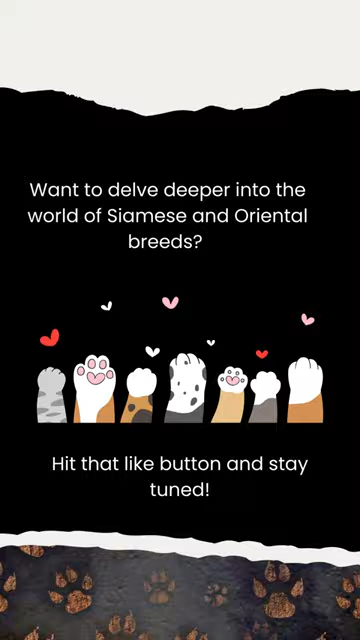 Want to delve deeper into the
world of Siamese and Oriental
breeds?
Hit that like button and stay
tuned!